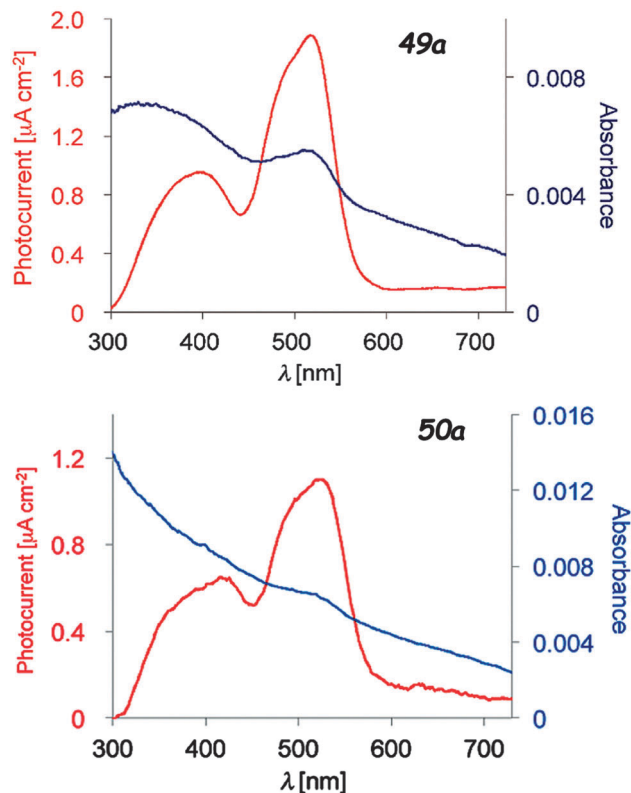 49a
Photocurrent [μA cm⁻²]
2.0
1.6
1.2
0.8
0.4
0
0.008
0.004
0
Absorbance
300 400 500 600 700
λ [nm]
50a
Photocurrent [μA cm⁻²]
1.2
0.8
0.4
0
0.016
0.012
0.008
0.004
0
Absorbance
300 400 500 600 700
λ [nm]